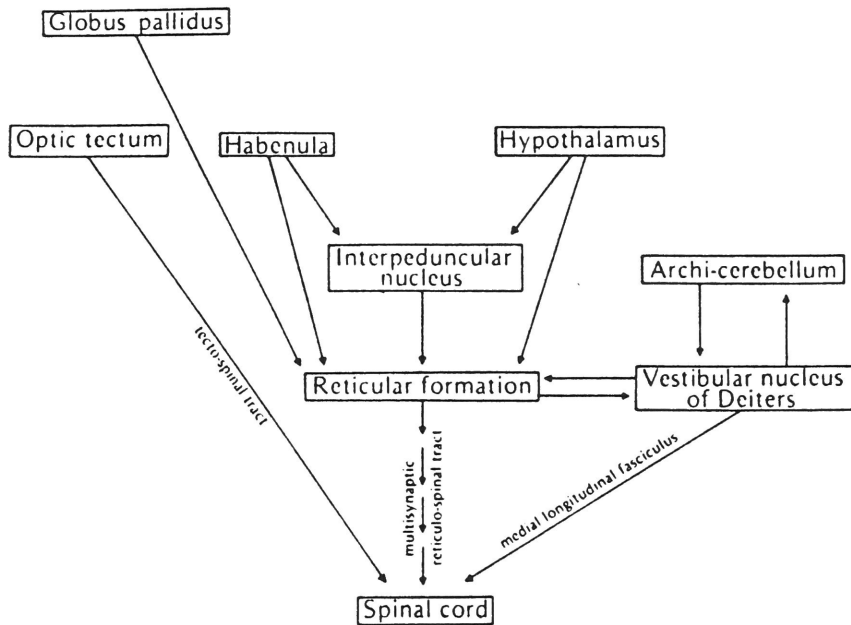 Globus pallidus
Optic tectum
Habenula
Hypothalamus
Interpeduncular
nucleus
Archi-cerebellum
tecto-spinal tract
Reticular formation
Vestibular nucleus
of Deiters
multisynaptic
reticulo-spinal tract
medial longitudinal fasciculus
Spinal cord